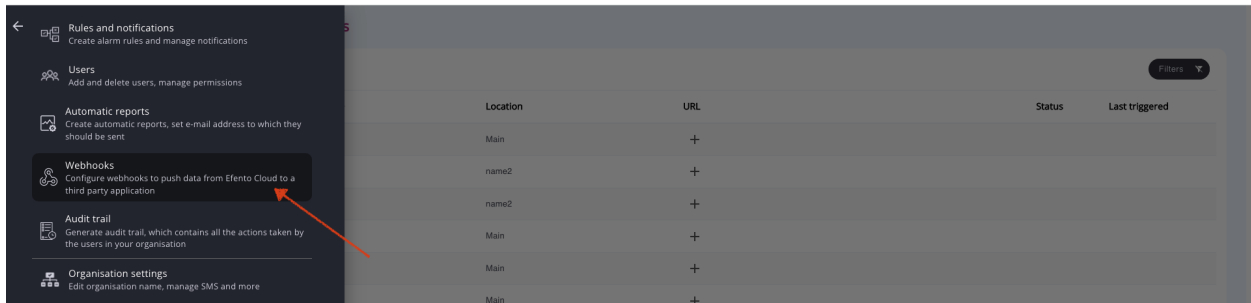 Rules and notifications
Create alarm rules and manage notifications
Users
Add and delete users, manage permissions
Automatic reports
Create automatic reports, set e-mail address to which they
should be sent
Webhooks
Configure webhooks to push data from Efento Cloud to a
third party application
Audit trail
Generate audit trail, which contains all the actions taken by
the users in your organisation
Organisation settings
Edit organisation name, manage SMS and more
s
Filters
Location URL Status Last triggered
Main +
name2 +
name2 +
Main +
Main +
Main +